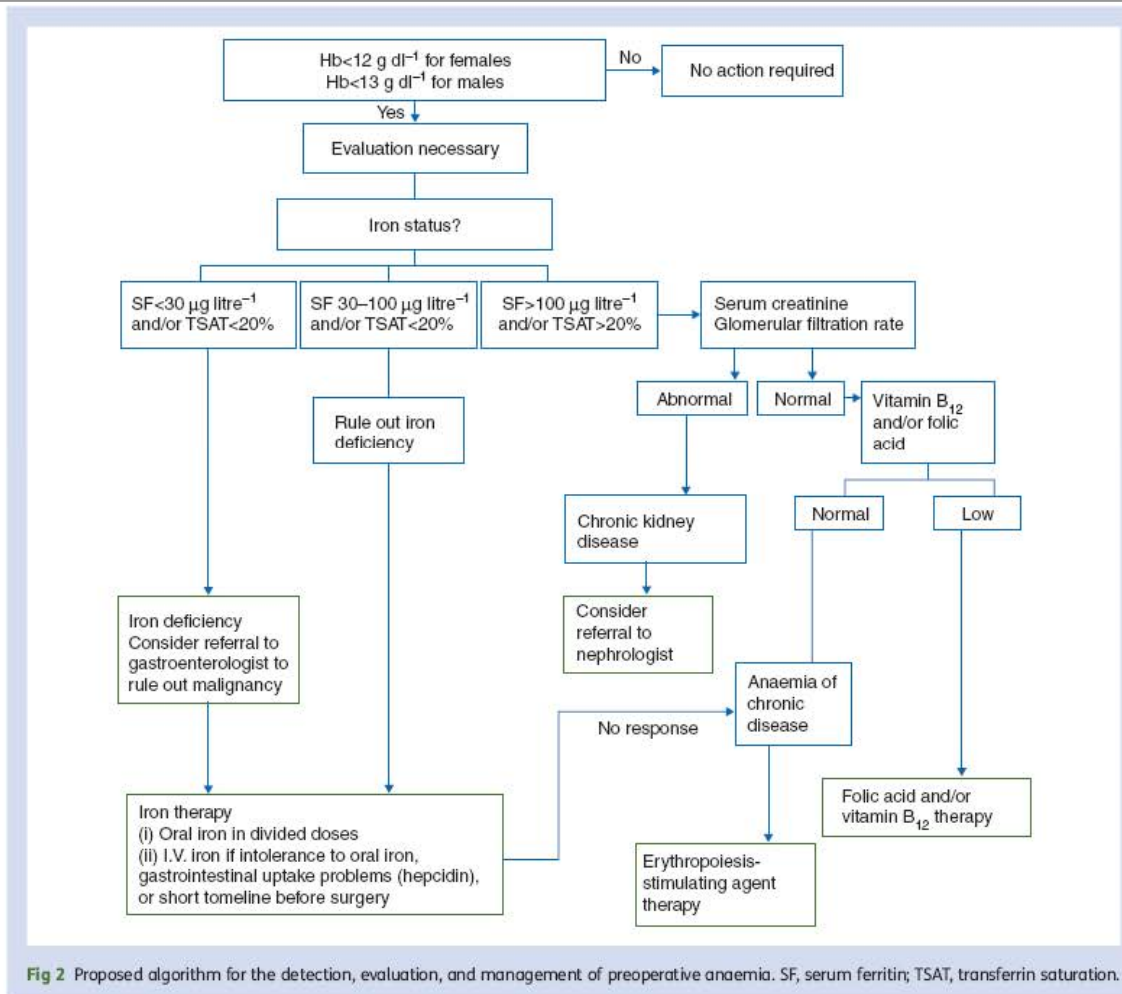 Hb<12 g dl⁻¹ for females
Hb<13 g dl⁻¹ for males
No
No action required
Yes
Evaluation necessary
Iron status?
SF<30 µg litre⁻¹
and/or TSAT<20%
SF 30–100 µg litre⁻¹
and/or TSAT<20%
SF>100 µg litre⁻¹
and/or TSAT>20%
Serum creatinine
Glomerular filtration rate
Abnormal
Normal
Vitamin B₁₂
and/or folic
acid
Rule out iron
deficiency
Normal
Low
Chronic kidney
disease
Iron deficiency
Consider referral to
gastroenterologist to
rule out malignancy
Consider
referral to
nephrologist
Anaemia of
chronic
disease
No response
Iron therapy
(i) Oral iron in divided doses
(ii) I.V. iron if intolerance to oral iron,
gastrointestinal uptake problems (hepcidin),
or short tomeline before surgery
Folic acid and/or
vitamin B₁₂ therapy
Erythropoiesis-
stimulating agent
therapy
Fig 2 Proposed algorithm for the detection, evaluation, and management of preoperative anaemia. SF, serum ferritin; TSAT, transferrin saturation.